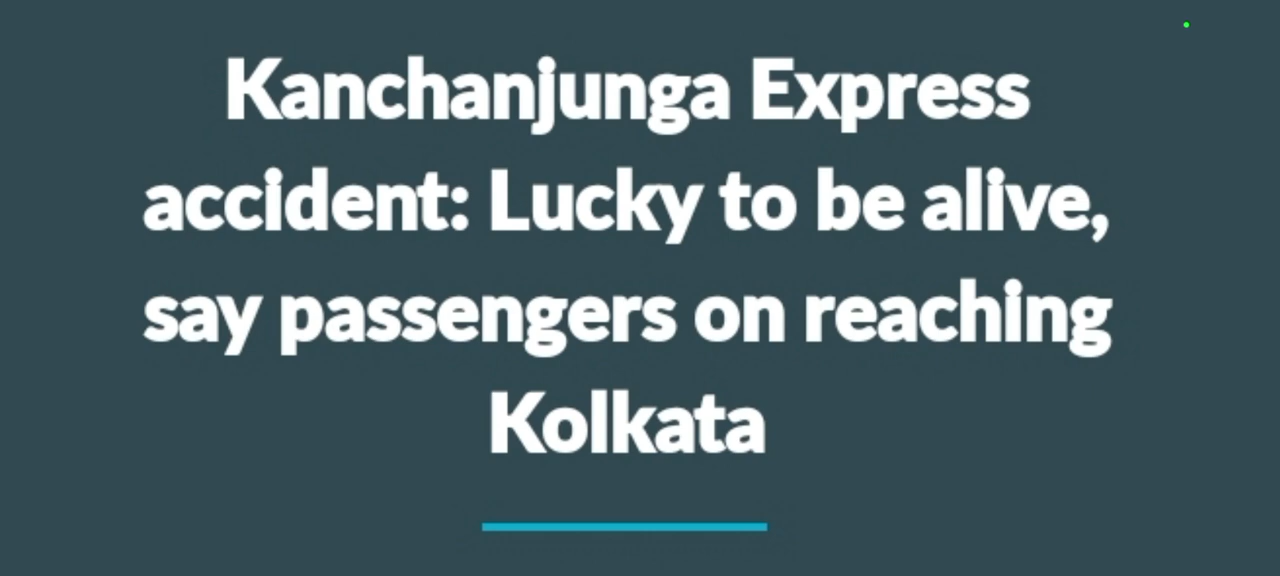 Kanchanjunga Express
accident: Lucky to be alive,
say passengers on reaching
Kolkata